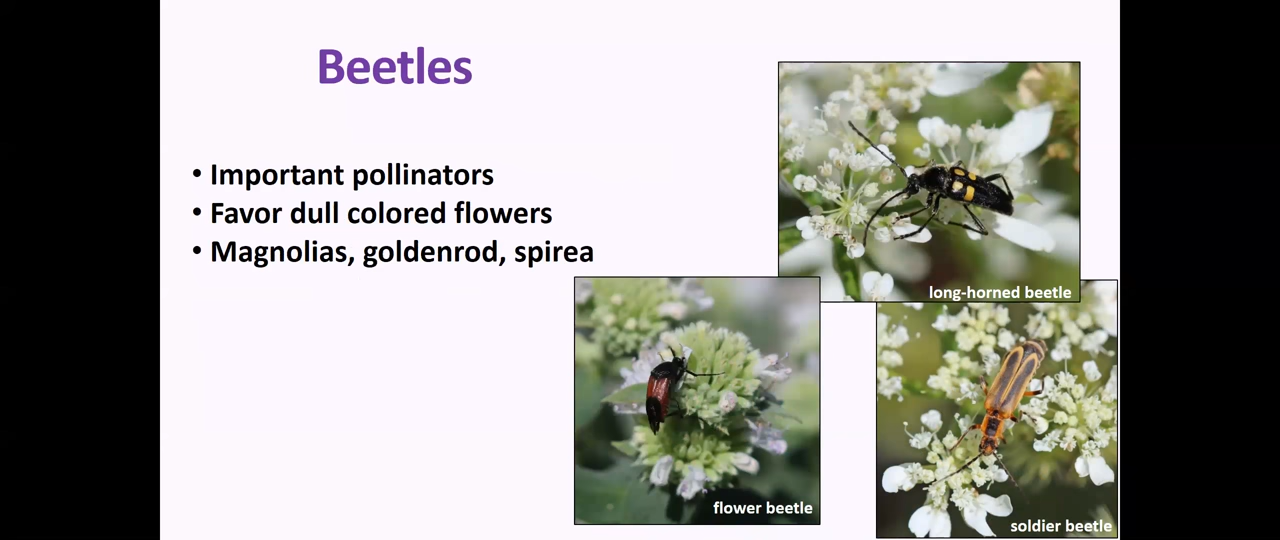 Beetles
• Important pollinators
• Favor dull colored flowers
• Magnolias, goldenrod, spirea
long-horned beetle
flower beetle
soldier beetle